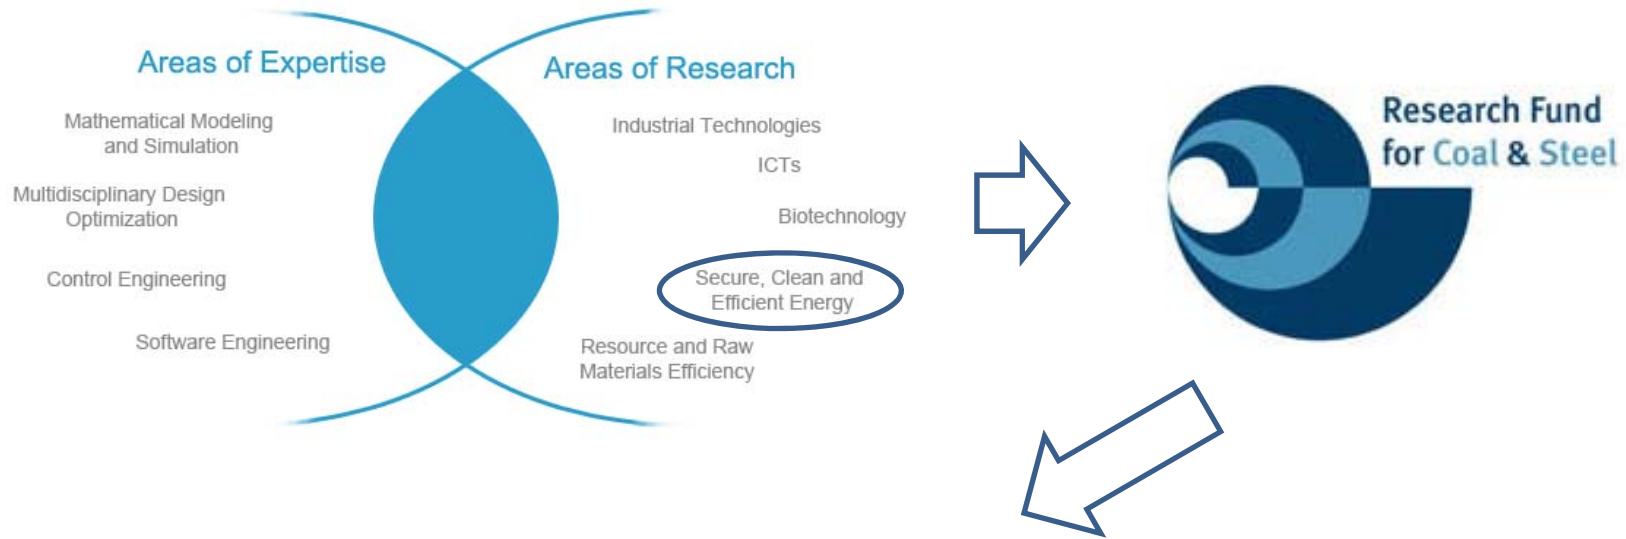 Areas of Expertise
Mathematical Modeling
and Simulation
Multidisciplinary Design
Optimization
Control Engineering
Software Engineering
Areas of Research
Industrial Technologies
ICTs
Biotechnology
Secure, Clean and
Efficient Energy
Resource and Raw
Materials Efficiency
Research Fund
for Coal & Steel